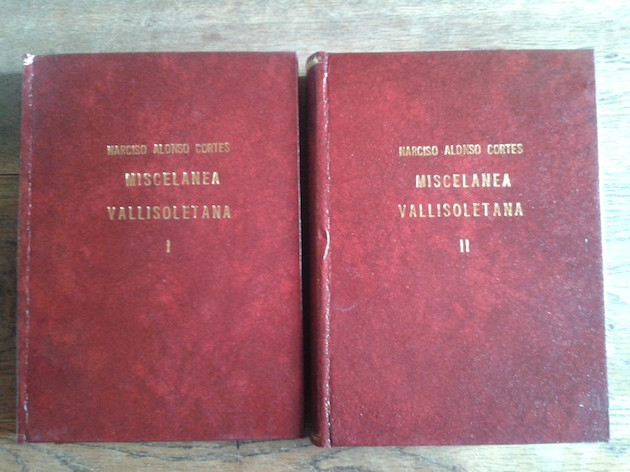 NARCISO ALONSO CORTES
MISCELANEA
VALLISOLETANA
I
NARCISO ALONSO CORTES
MISCELANEA
VALLISOLETANA
II